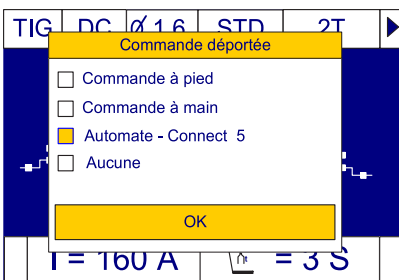 TIG DC Ø 1.6 STD 2T
Commande déportée
Commande à pied
Commande à main
Automate - Connect 5
Aucune
OK
I = 160 A = 3 S